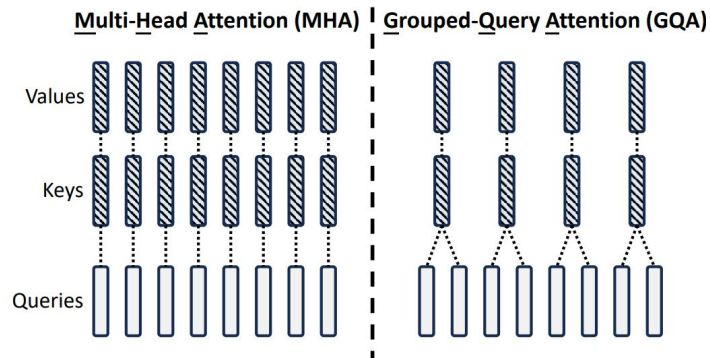 Multi-Head Attention (MHA)
Grouped-Query Attention (GQA)
Values
Keys
Queries